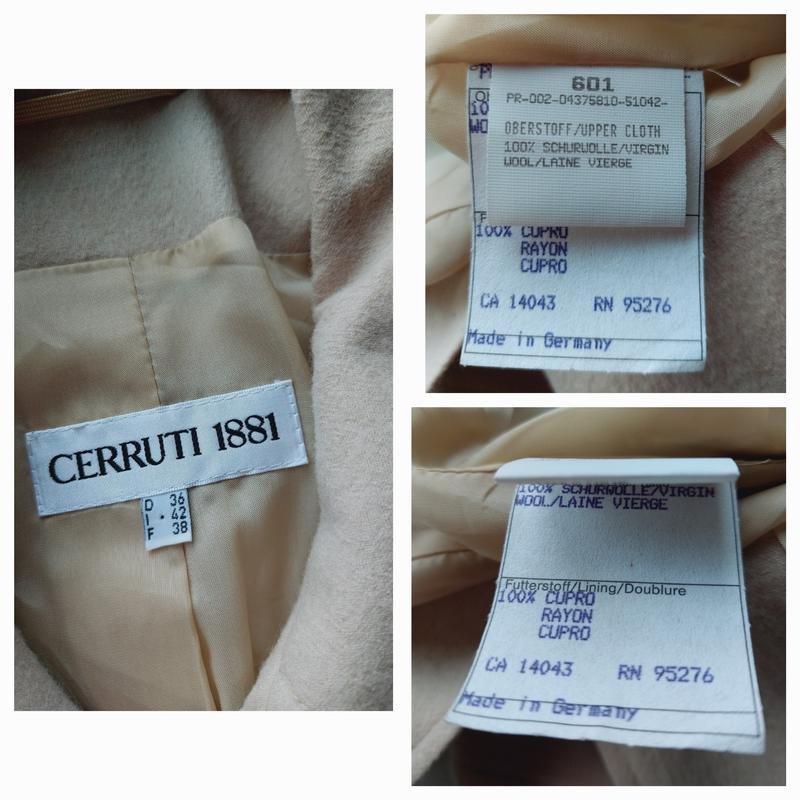 CERRUTI 1881
D 36
I • 42
F 38
601
PR-002-04375810-51042-
OBERSTOFF/UPPER CLOTH
100% SCHURWOLLE/VIRGIN
WOOL/LAINE VIERGE
100% CUPRO
RAYON
CUPRO
CA 14043 RN 95276
Made in Germany
100% SCHURWOLLE/VIRGIN
WOOL/LAINE VIERGE
Futterstoff/Lining/Doublure
100% CUPRO
RAYON
CUPRO
CA 14043 RN 95276
Made in Germany